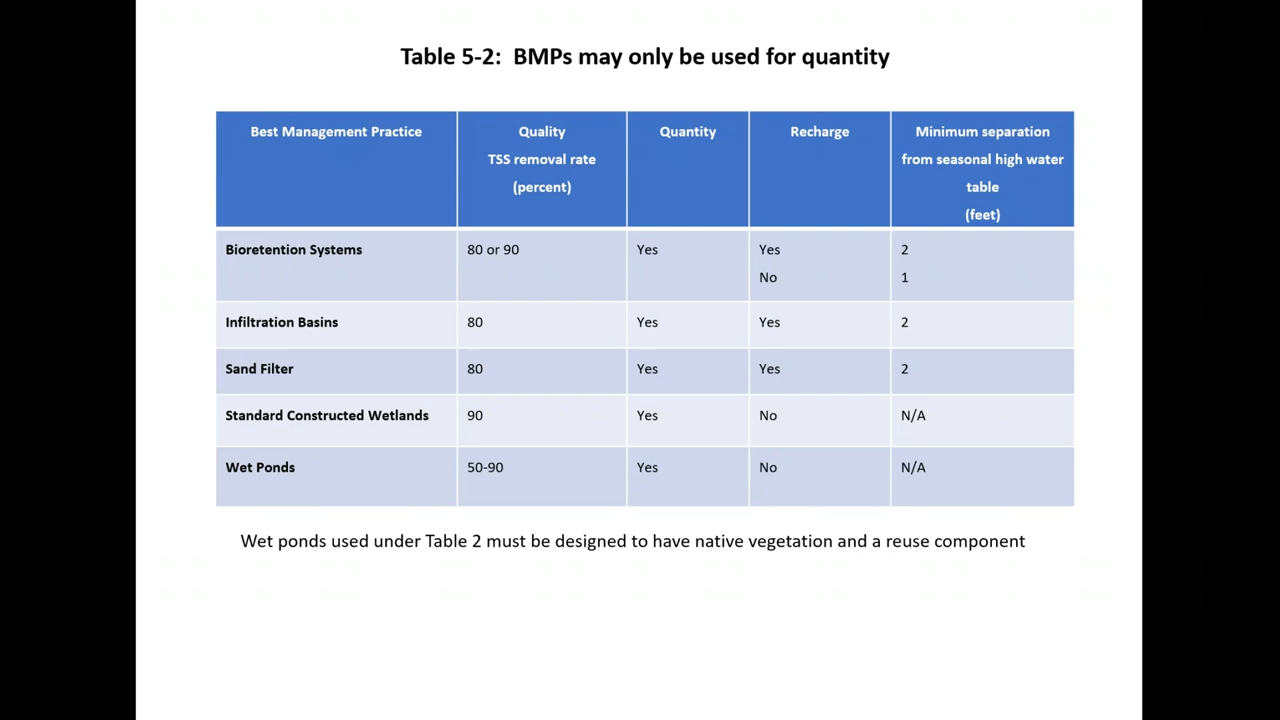 Table 5-2:  BMPs may only be used for quantity
Best Management Practice
Quality
TSS removal rate
(percent)
Quantity
Recharge
Minimum separation
from seasonal high water
table
(feet)
Bioretention Systems
80 or 90
Yes
Yes
No
2
1
Infiltration Basins
80
Yes
Yes
2
Sand Filter
80
Yes
Yes
2
Standard Constructed Wetlands
90
Yes
No
N/A
Wet Ponds
50-90
Yes
No
N/A
Wet ponds used under Table 2 must be designed to have native vegetation and a reuse component